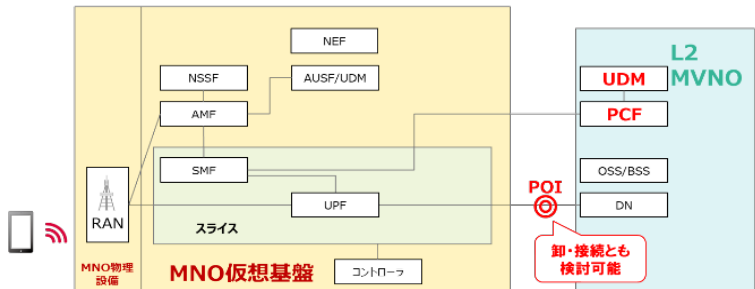 NEF
NSSF
AUSF/UDM
AMF
SMF
UPF
スライス
RAN
MNO物理
設備
MNO仮想基盤
コントローラ
L2
MVNO
UDM
PCF
OSS/BSS
DN
POI
卸・接続とも
検討可能